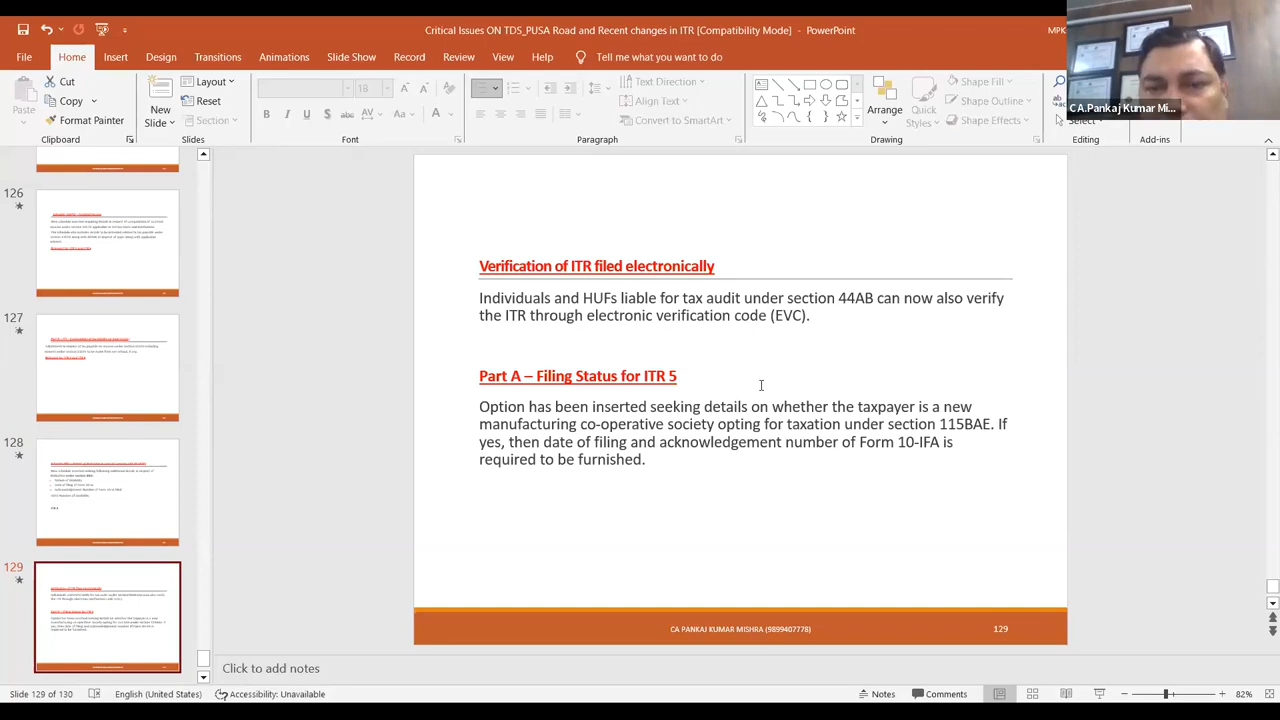 Critical Issues ON TDS_PUSA Road and Recent changes in ITR [Compatibility Mode] - PowerPoint
MPK
File Home Insert Design Transitions Animations Slide Show Record Review View Help Tell me what you want to do
Cut
Copy
Format Painter
Paste
Clipboard
New Slide
Layout
Reset
Section
Slides
18
Font
Text Direction
Align Text
Convert to SmartArt
Paragraph
Arrange
Quick Styles
Shape Fill
Shape Outline
Shape Effects
Drawing
Select
Editing
Add-ins
CA.Pankaj Kumar Mi...
126
127
128
129
Verification of ITR filed electronically
Individuals and HUFs liable for tax audit under section 44AB can now also verify
the ITR through electronic verification code (EVC).
Part A – Filing Status for ITR 5
Option has been inserted seeking details on whether the taxpayer is a new
manufacturing co-operative society opting for taxation under section 115BAE. If
yes, then date of filing and acknowledgement number of Form 10-IFA is
required to be furnished.
CA PANKAJ KUMAR MISHRA (9899407778)
129
Click to add notes
Slide 129 of 130
English (United States)
Accessibility: Unavailable
Notes
Comments
82%